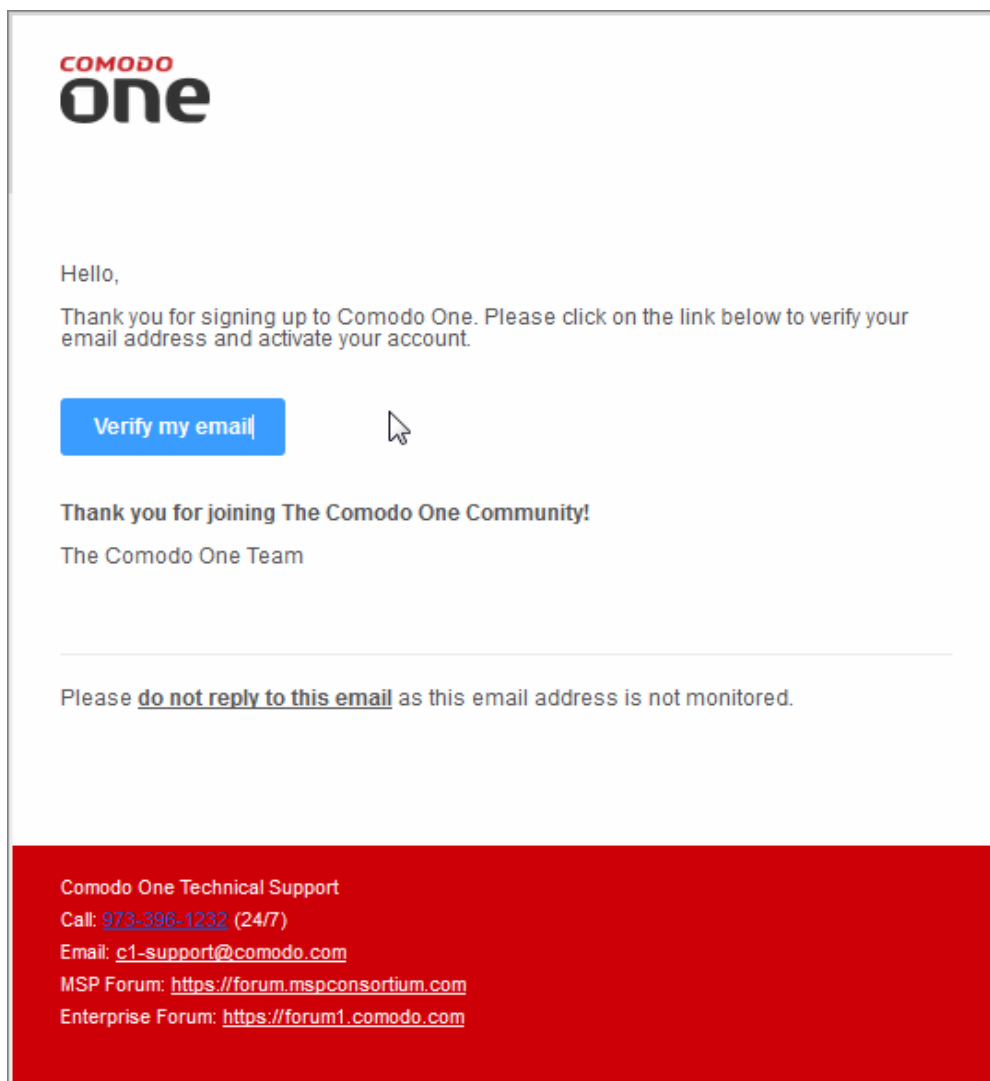 COMODO
one
Hello,
Thank you for signing up to Comodo One. Please click on the link below to verify your
email address and activate your account.
Verify my email
Thank you for joining The Comodo One Community!
The Comodo One Team
Please do not reply to this email as this email address is not monitored.
Comodo One Technical Support
Call: 973-396-1232 (24/7)
Email: c1-support@comodo.com
MSP Forum: https://forum.mspconsortium.com
Enterprise Forum: https://forum1.comodo.com